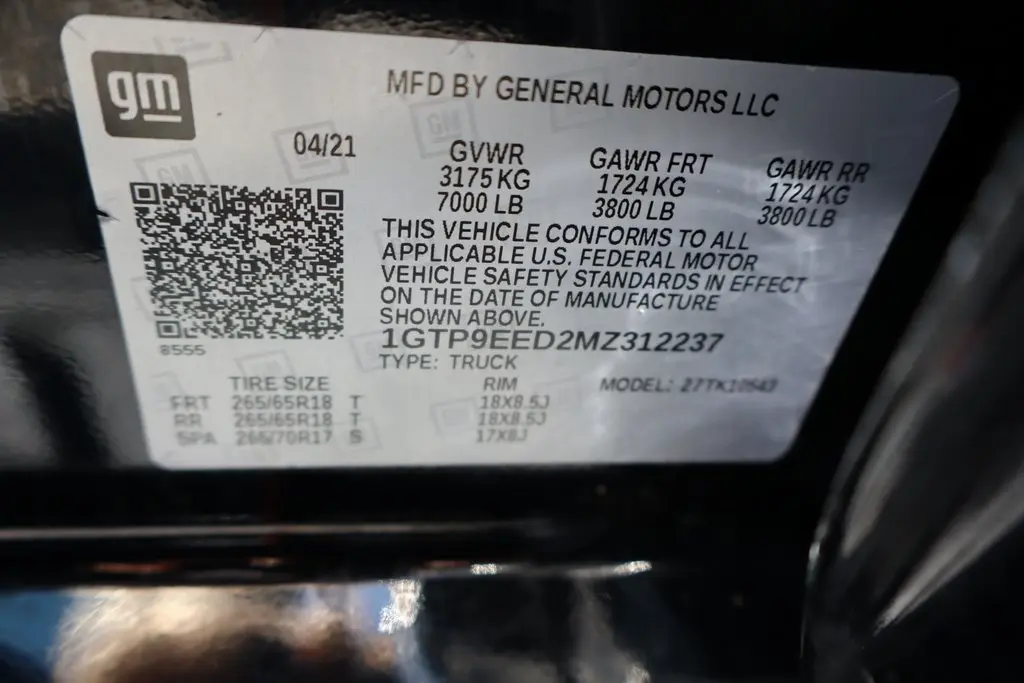 gm
MFD BY GENERAL MOTORS LLC
04/21
GVWR GAWR FRT GAWR RR
3175 KG 1724 KG 1724 KG
7000 LB 3800 LB 3800 LB
THIS VEHICLE CONFORMS TO ALL
APPLICABLE U.S. FEDERAL MOTOR
VEHICLE SAFETY STANDARDS IN EFFECT
ON THE DATE OF MANUFACTURE
SHOWN ABOVE.
1GTP9EED2MZ312237
8555
TYPE: TRUCK
TIRE SIZE RIM MODEL:
FRT 265/65R18 T 18X8.5J
RR 265/65R18 T 18X8.5J
SPA 265/70R17 S 17X8J